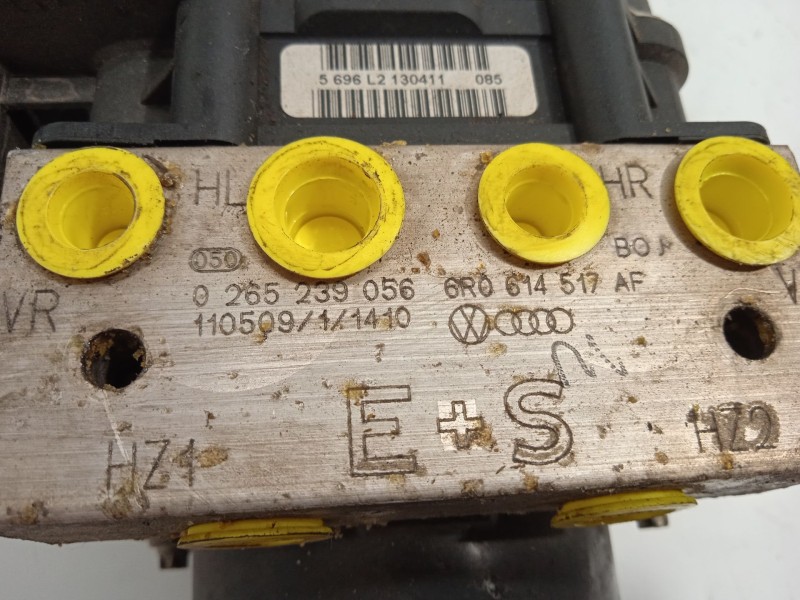 5 696 L2 130411 085
HL HR
050 BO
VR V
0 265 239 056 6R0 614 517 AF
110509/1/1410
E+S
HZ1 HZ2